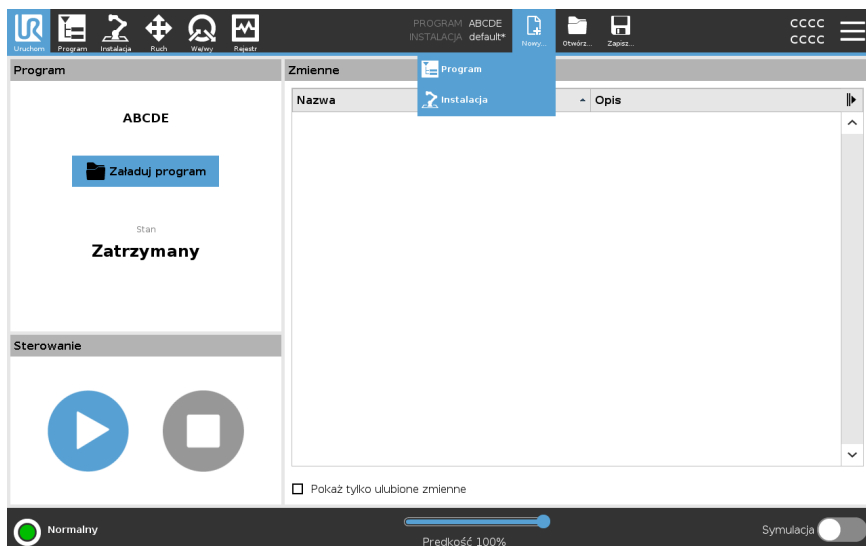 UR
Uruchom Program Instalacja Ruch We/wy Rejestr
PROGRAM ABCDE
INSTALACJA default*
Nowy... Otwórz... Zapisz...
CCCC
CCCC
Program
Zmienne
Program
Instalacja
Nazwa Opis
ABCDE
Załaduj program
Stan
Zatrzymany
Sterowanie
Pokaż tylko ulubione zmienne
Normalny
Prędkość 100%
Symulacja